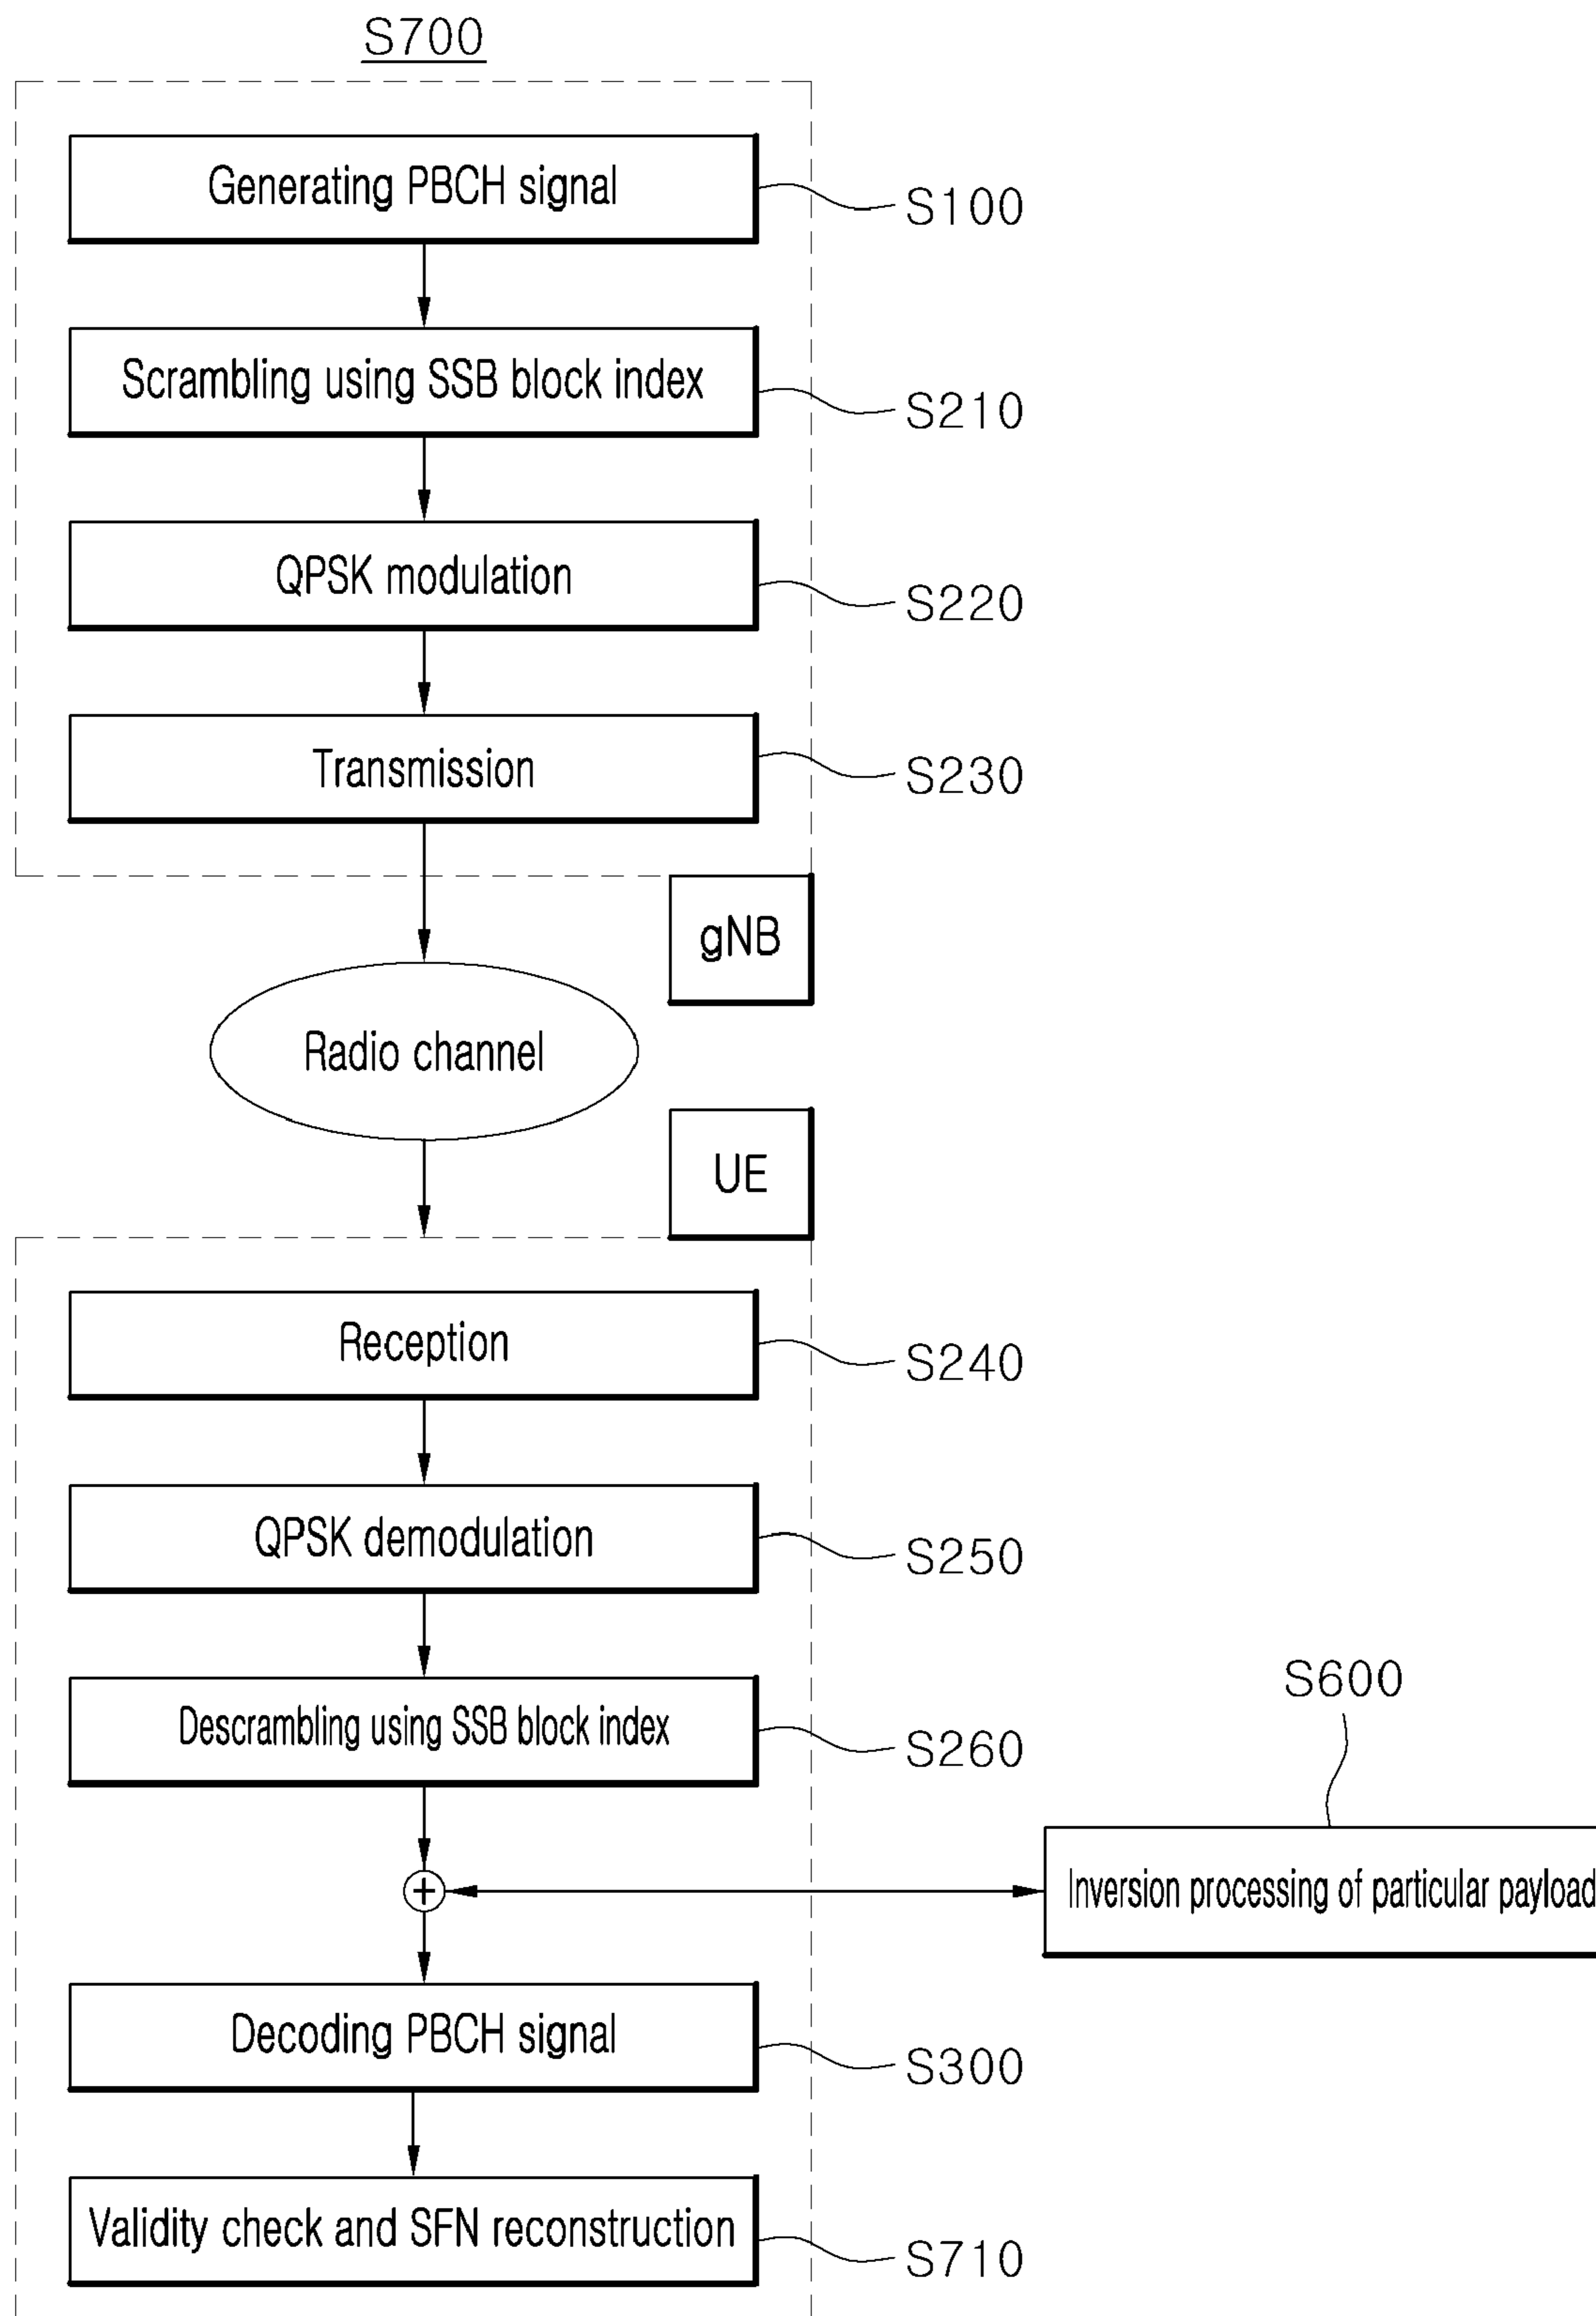 S700
Generating PBCH signal
S100
Scrambling using SSB block index
S210
QPSK modulation
S220
Transmission
S230
gNB
Radio channel
UE
Reception
S240
QPSK demodulation
S250
Descrambling using SSB block index
S260
S600
+
Inversion processing of particular payload
Decoding PBCH signal
S300
Validity check and SFN reconstruction
S710